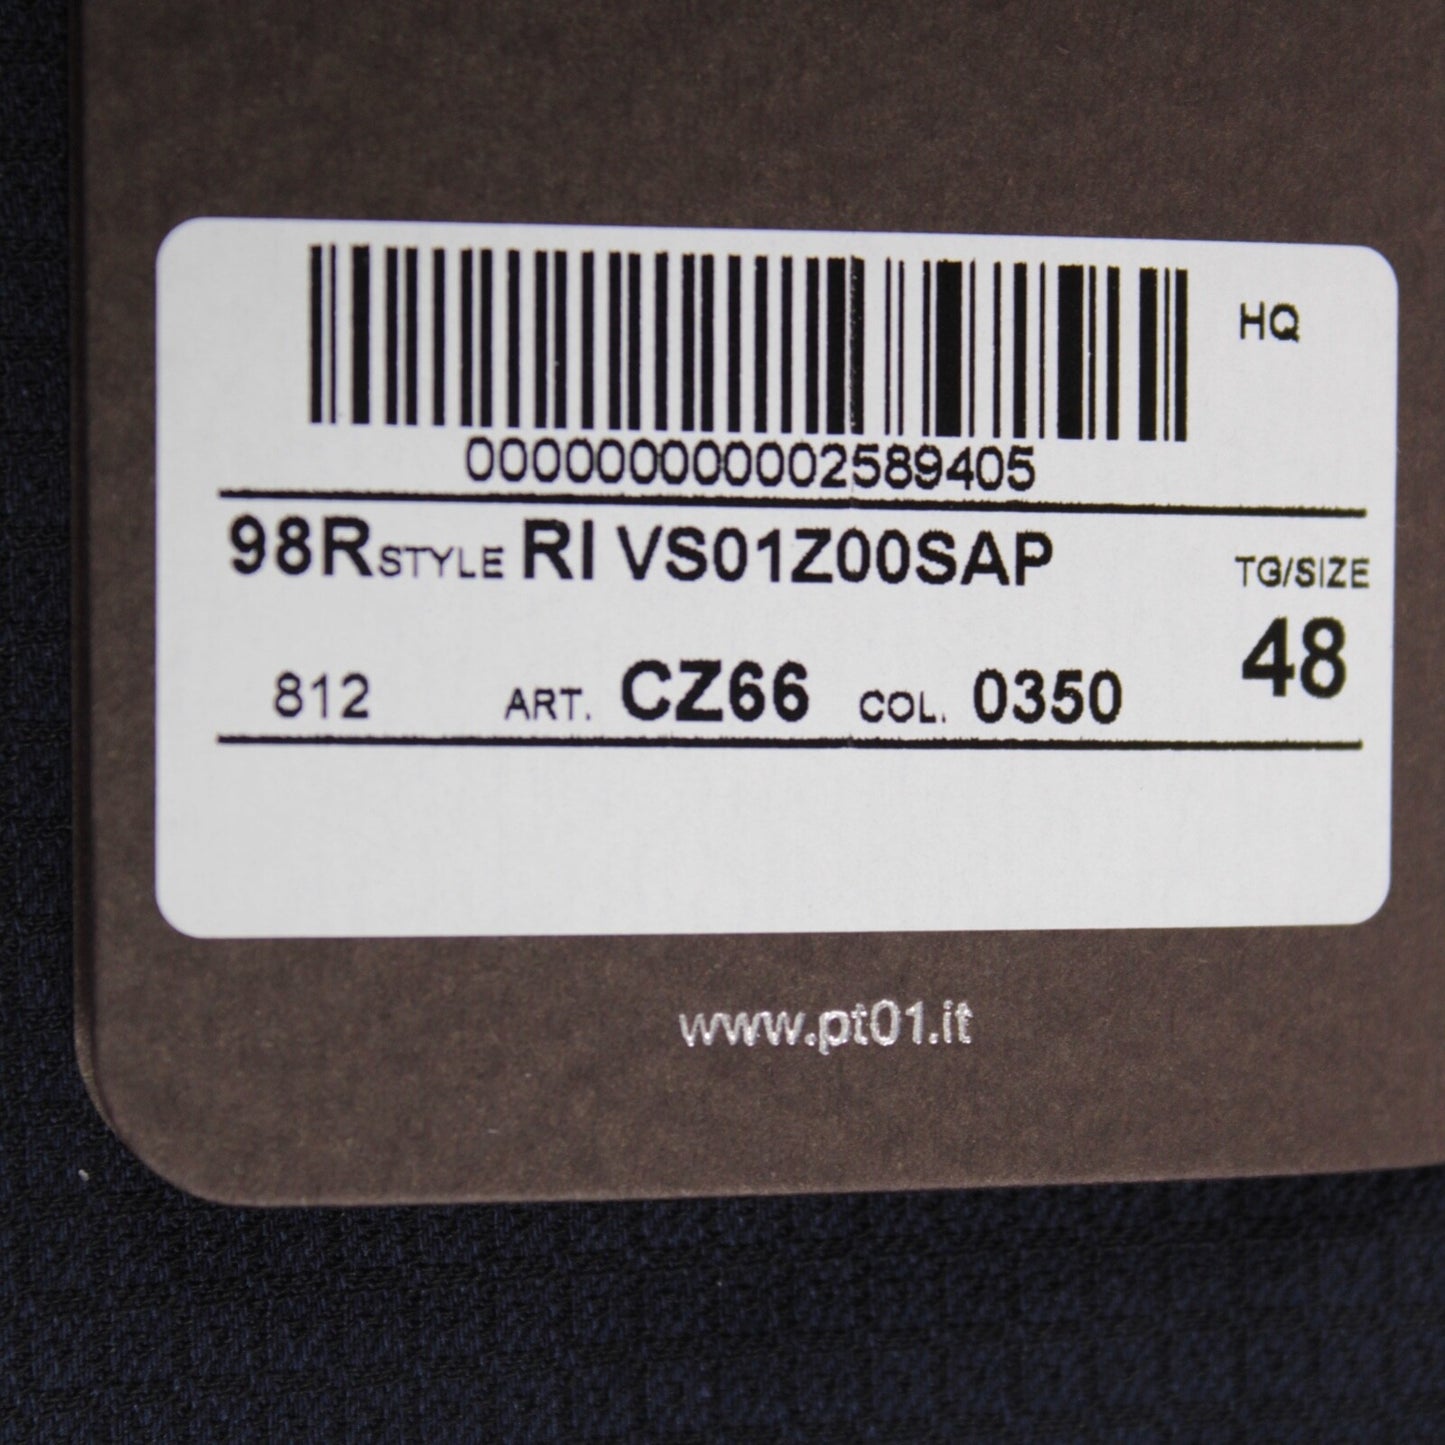 HQ
000000000002589405
98R STYLE RI VS01Z00SAP
TG/SIZE
48
812 ART. CZ66 COL. 0350
www.pt01.it